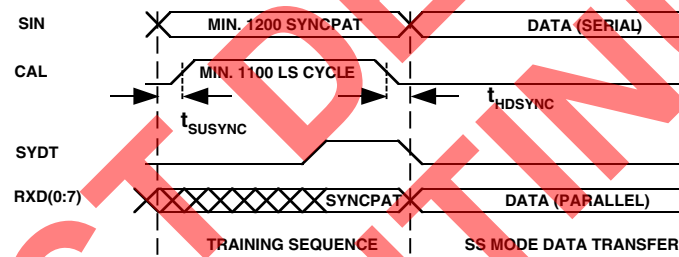 SIN MIN. 1200 SYNCPAT DATA (SERIAL)
CAL MIN. 1100 LS CYCLE
tSUSYNC tHDSYNC
SYDT
RXD(0:7) SYNCPAT DATA (PARALLEL)
TRAINING SEQUENCE SS MODE DATA TRANSFER